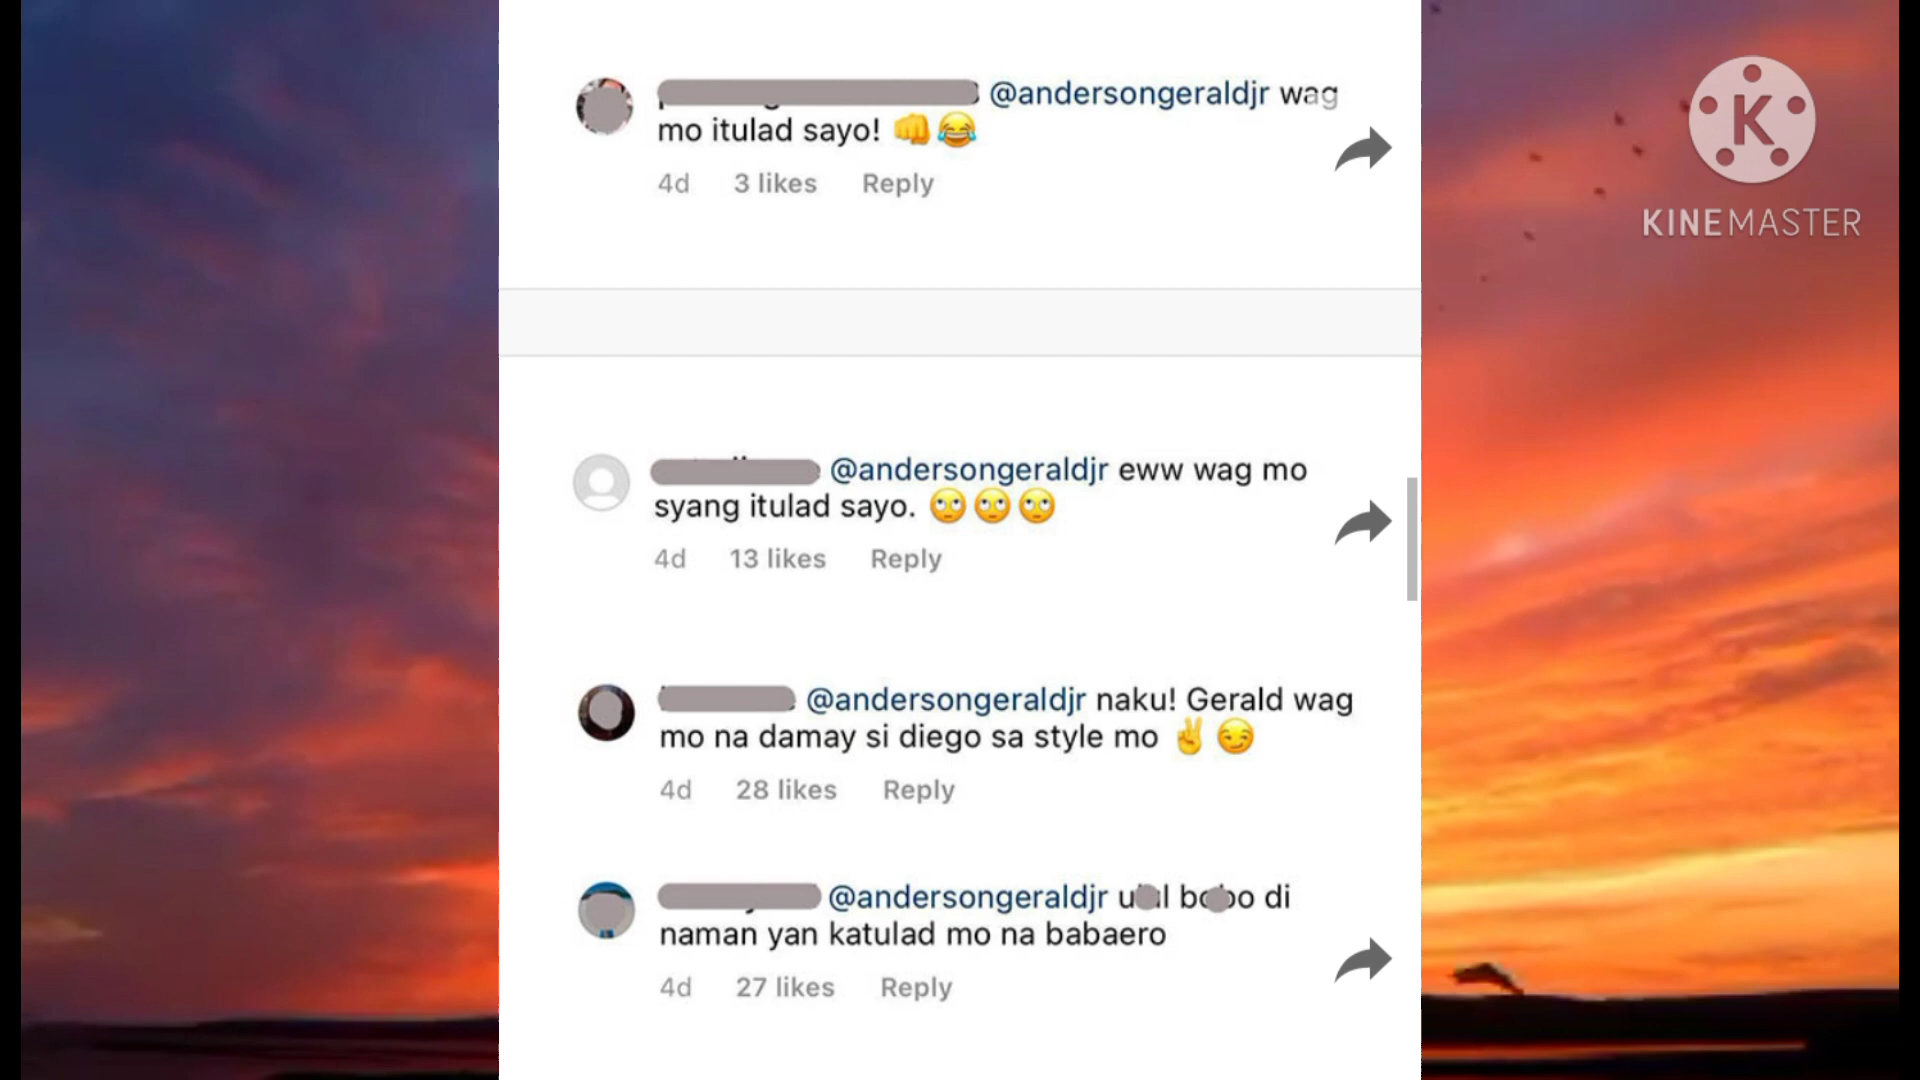 @andersongeraldjr wag
mo itulad sayo! 👊😂
4d 3 likes Reply
KINEMASTER
@andersongeraldjr eww wag mo
syang itulad sayo. 🙄🙄🙄
4d 13 likes Reply
@andersongeraldjr naku! Gerald wag
mo na damay si diego sa style mo ✌😏
4d 28 likes Reply
@andersongeraldjr di
naman yan katulad mo na babaero
4d 27 likes Reply